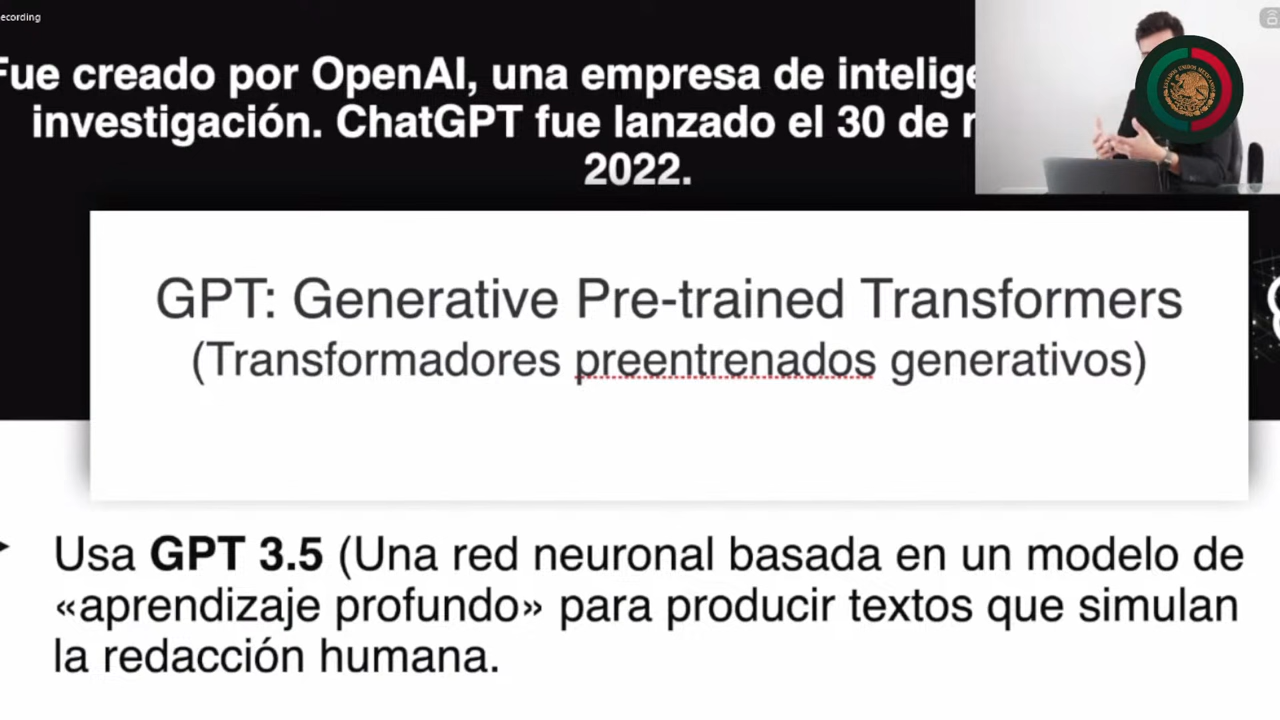 ecording
Fue creado por OpenAI, una empresa de intelige
investigación. ChatGPT fue lanzado el 30 de
2022.
GPT: Generative Pre-trained Transformers
(Transformadores preentrenados generativos)
Usa GPT 3.5 (Una red neuronal basada en un modelo de
«aprendizaje profundo» para producir textos que simulan
la redacción humana.